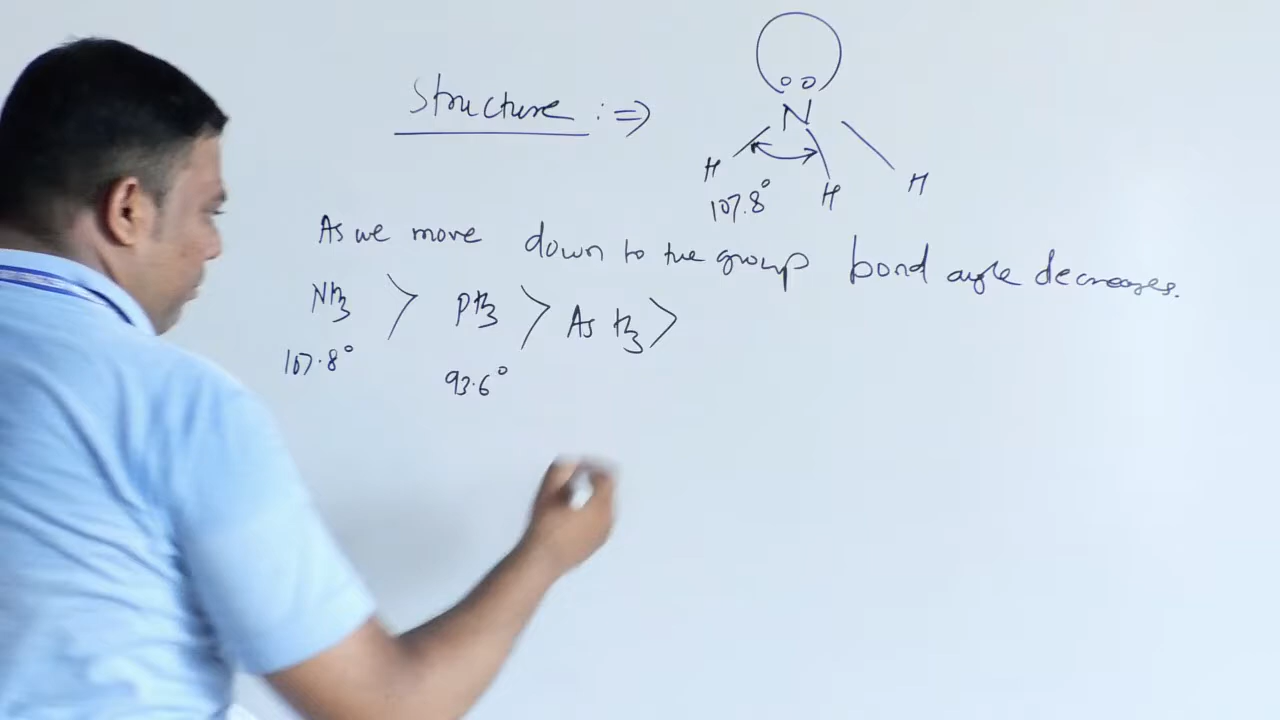 Structure :⇒
N
H H H
107.8°
As we move down to the group bond angle decreases.
NH3 > PH3 > AsH3 >
107.8° 93.6°